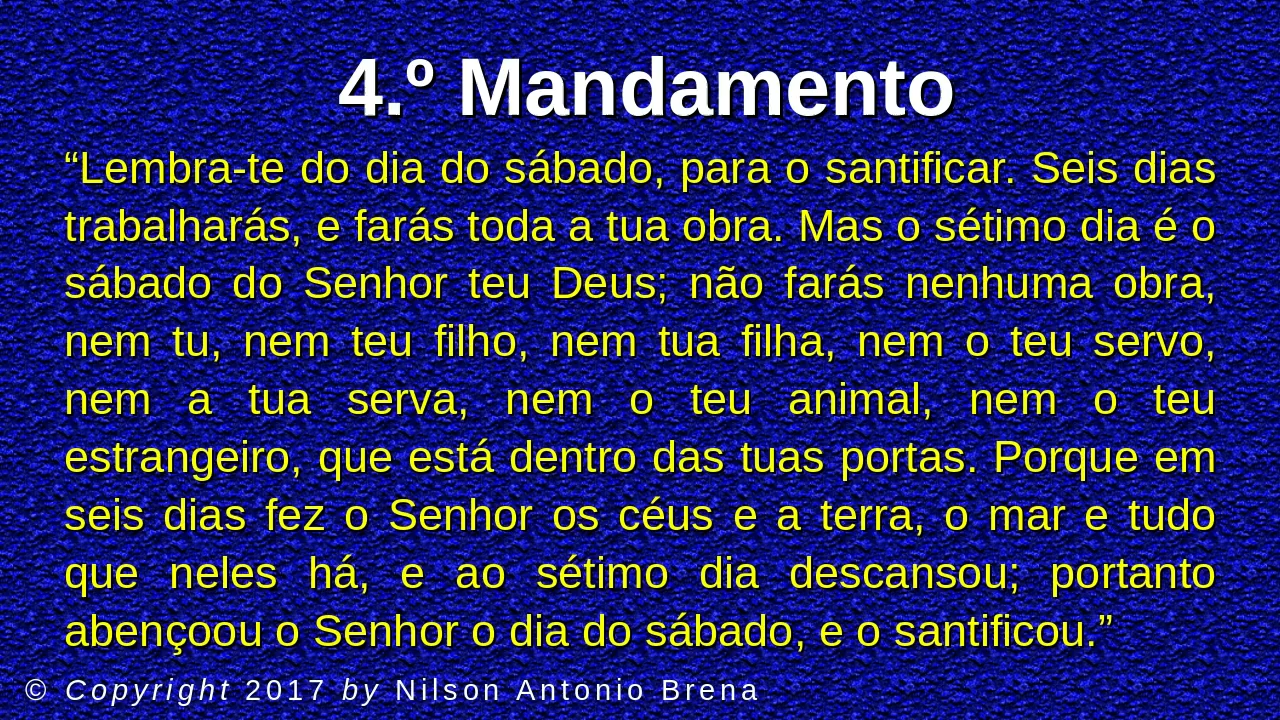 4.º Mandamento
“Lembra-te do dia do sábado, para o santificar. Seis dias
trabalharás, e farás toda a tua obra. Mas o sétimo dia é o
sábado do Senhor teu Deus; não farás nenhuma obra,
nem tu, nem teu filho, nem tua filha, nem o teu servo,
nem a tua serva, nem o teu animal, nem o teu
estrangeiro, que está dentro das tuas portas. Porque em
seis dias fez o Senhor os céus e a terra, o mar e tudo
que neles há, e ao sétimo dia descansou; portanto
abençoou o Senhor o dia do sábado, e o santificou.”
© Copyright 2017 by Nilson Antonio Brena